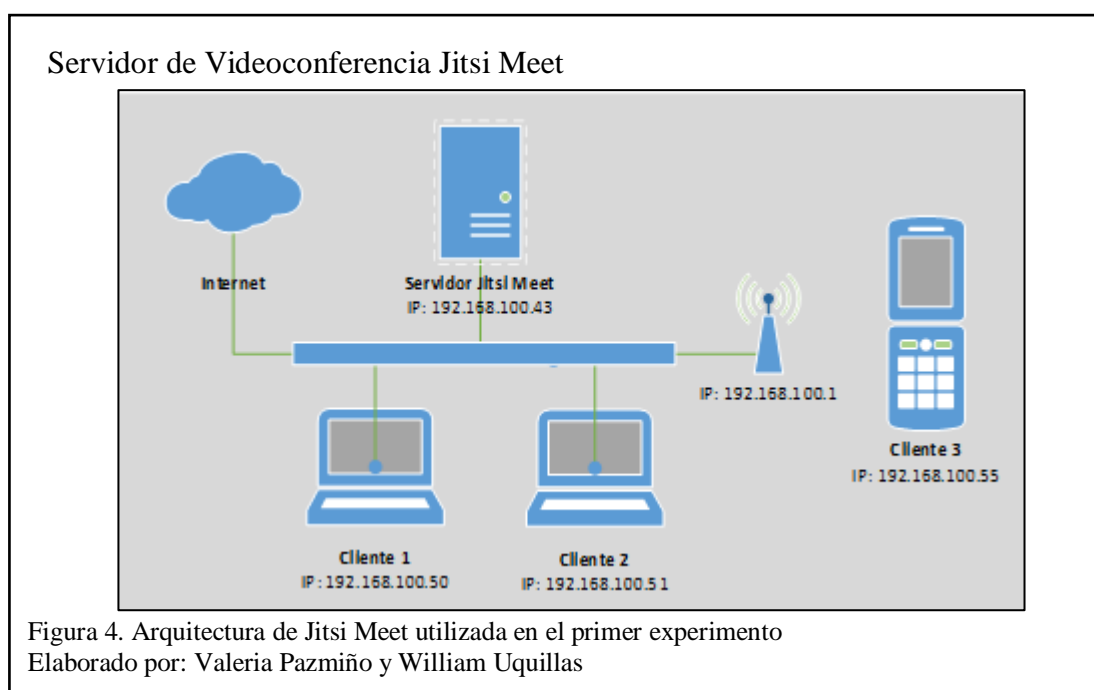 Servidor de Videoconferencia Jitsi Meet
Internet
Servidor Jitsi Meet
IP: 192.168.100.43
IP: 192.168.100.1
Cliente 3
IP: 192.168.100.55
Cliente 1
IP: 192.168.100.50
Cliente 2
IP: 192.168.100.51
Figura 4. Arquitectura de Jitsi Meet utilizada en el primer experimento
Elaborado por: Valeria Pazmiño y William Uquillas